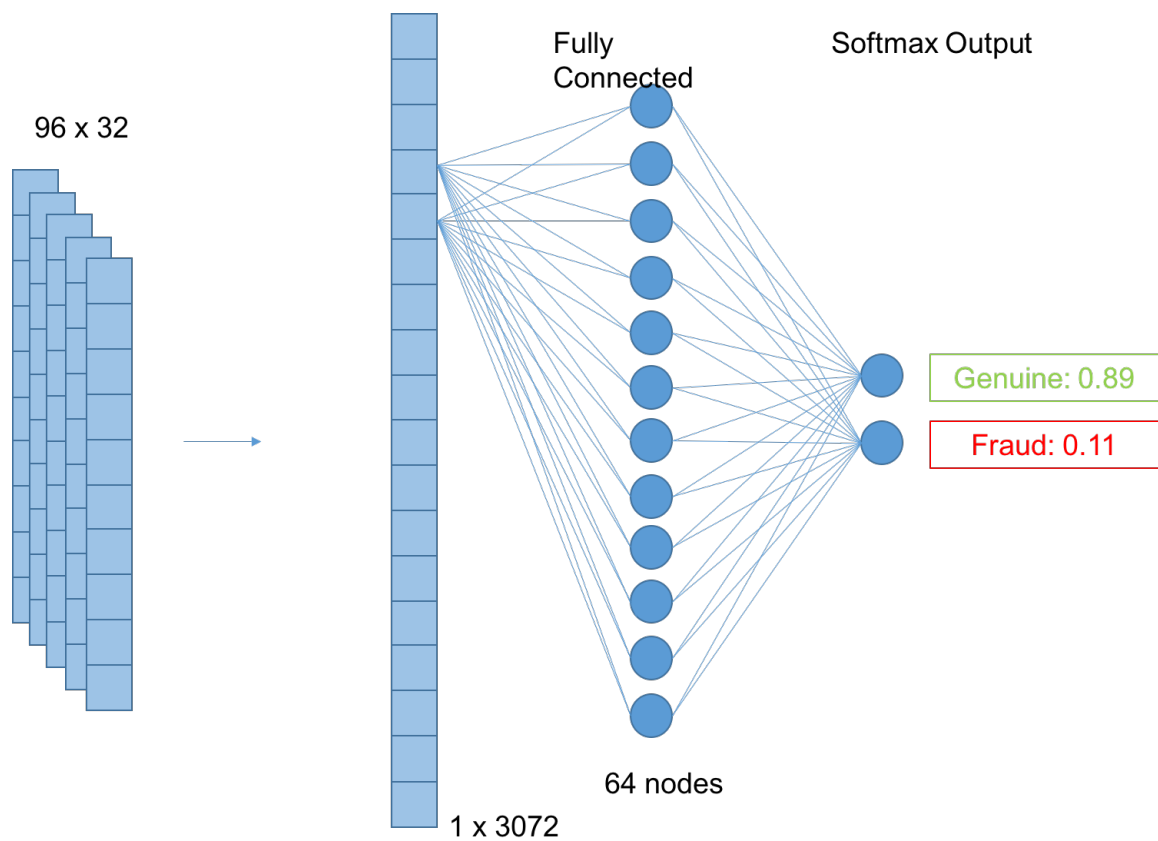 Fully
Connected
Softmax Output
96 x 32
Genuine: 0.89
Fraud: 0.11
64 nodes
1 x 3072